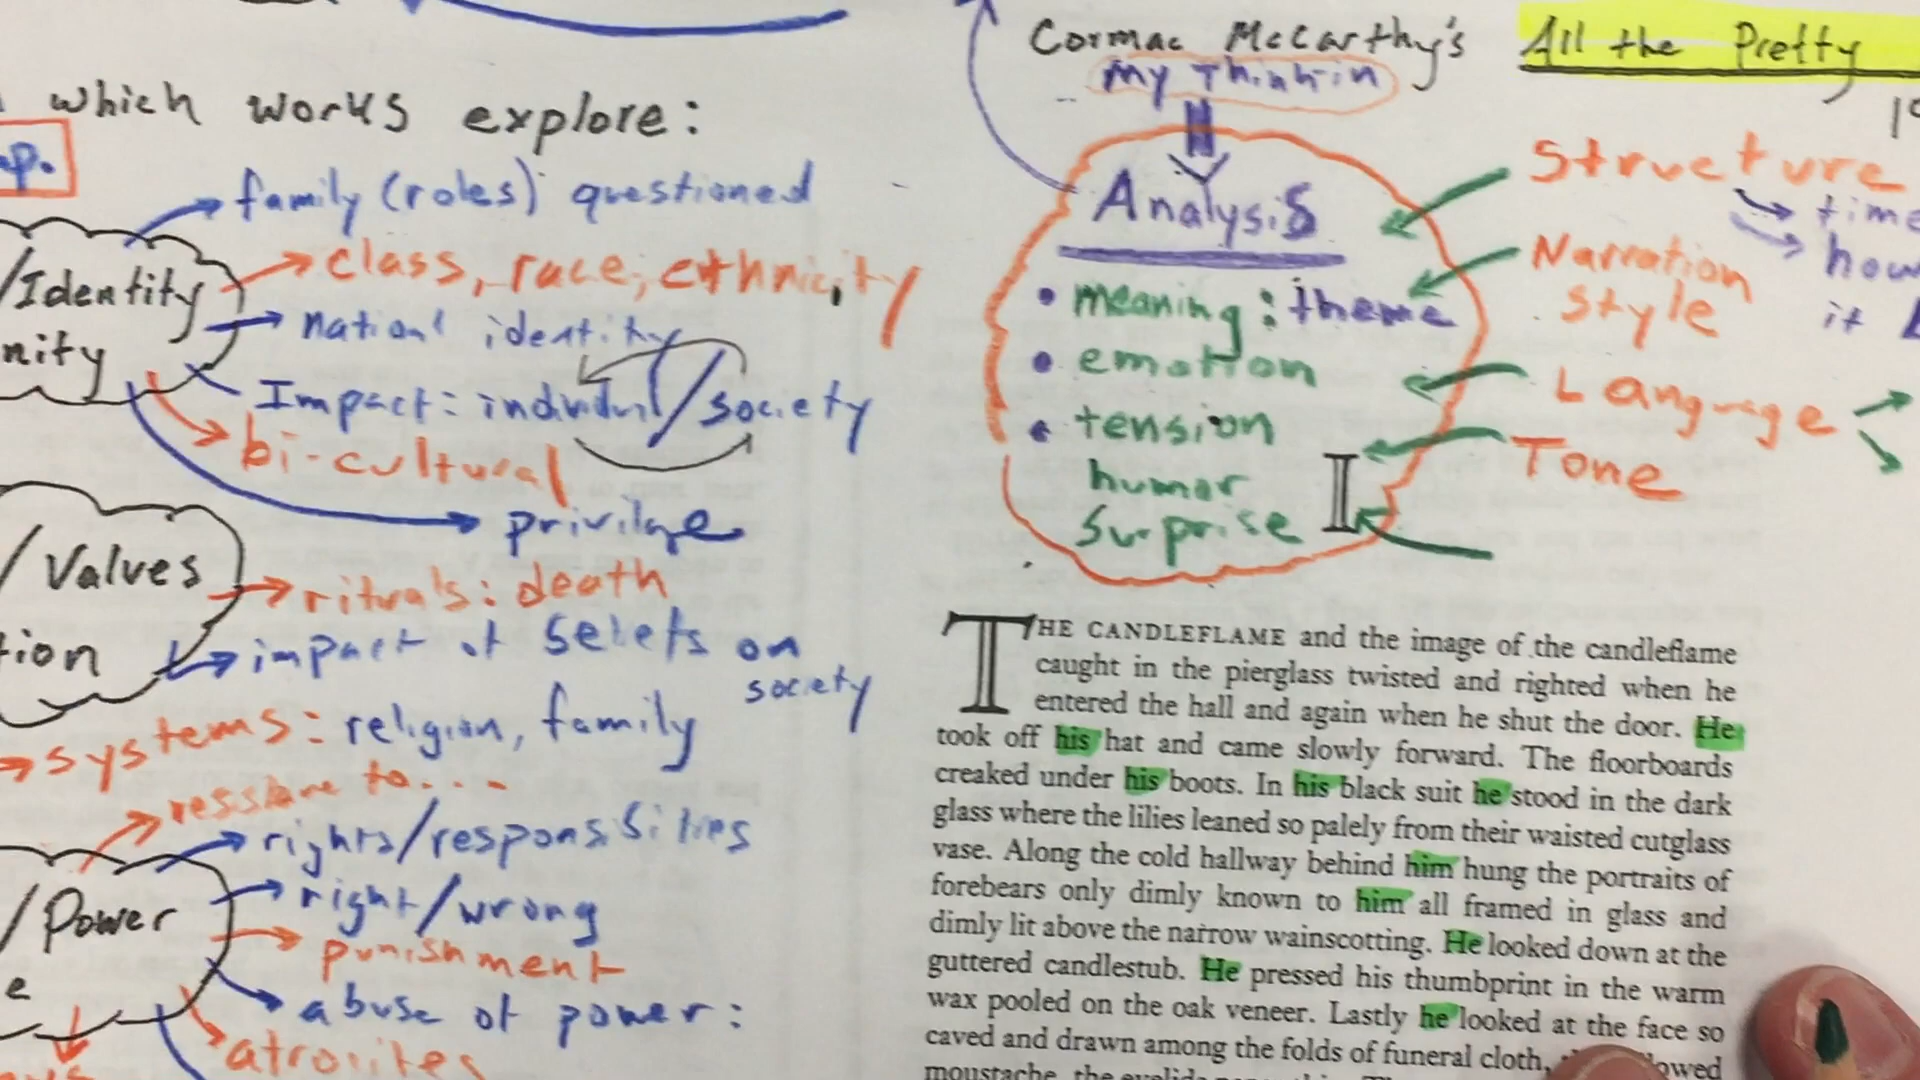 which works explore:
p.
family (roles) questioned
class, race, ethnicity
/Identity
nity
national identity
Impact: individul/society
bi-cultural
privilge
/Values
tion
rituals: death
impact of beliefs on
society
systems: religion, family
to...
rights/responsibilities
/Power
e
right/wrong
punishment
abuse of power:
atrosites
Cormac McCarthy's
All the Pretty
19
My Think-in
Analysis
• meaning: theme
• emotion
• tension
humor
surprise
I
Structure
time
how
it
Narration
style
Language
Tone
THE CANDLEFLAME and the image of the candleflame
caught in the pierglass twisted and righted when he
entered the hall and again when he shut the door. He
took off his hat and came slowly forward. The floorboards
creaked under his boots. In his black suit he stood in the dark
glass where the lilies leaned so palely from their waisted cutglass
vase. Along the cold hallway behind him hung the portraits of
forebears only dimly known to him all framed in glass and
dimly lit above the narrow wainscotting. He looked down at the
guttered candlestub. He pressed his thumbprint in the warm
wax pooled on the oak veneer. Lastly he looked at the face so
caved and drawn among the folds of funeral cloth, lowed
moustache, the